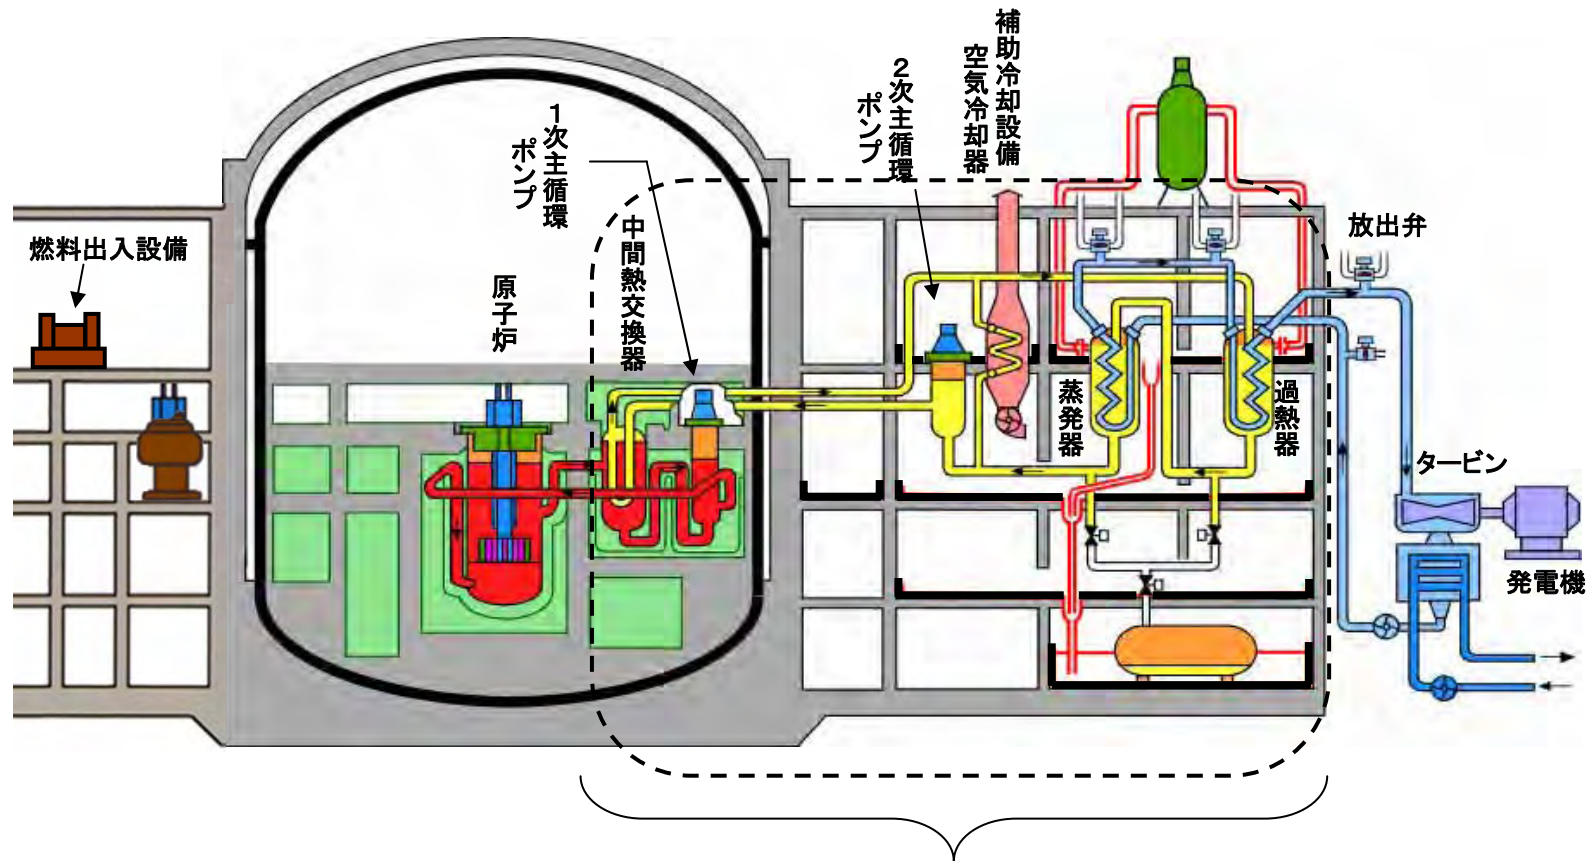 燃料出入設備
原子炉
1次主循環
ポンプ
中間熱交換器
2次主循環
ポンプ
補助冷却設備
空気冷却器
蒸発器
過熱器
放出弁
タービン
発電機